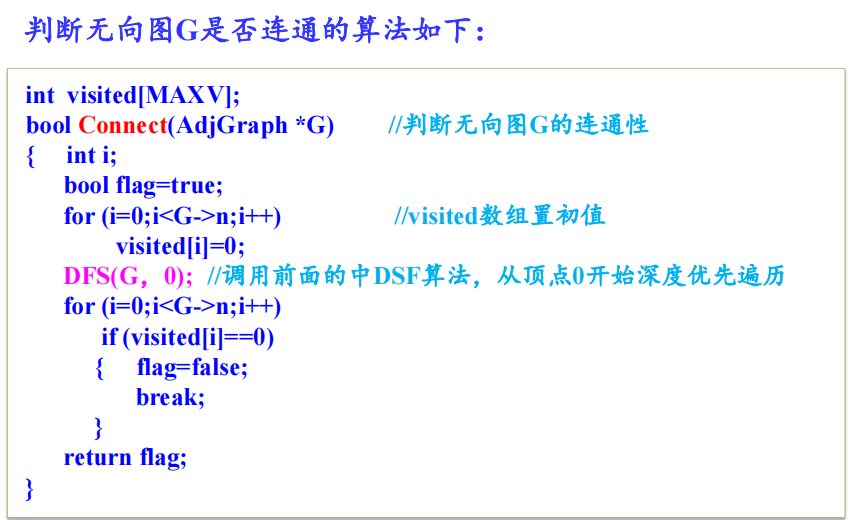 判断无向图G是否连通的算法如下：
int visited[MAXV];
bool Connect(AdjGraph *G) //判断无向图G的连通性
{ int i;
bool flag=true;
for (i=0;i<G->n;i++) //visited数组置初值
visited[i]=0;
DFS(G，0); //调用前面的中DSF算法，从顶点0开始深度优先遍历
for (i=0;i<G->n;i++)
if (visited[i]==0)
{ flag=false;
break;
}
return flag;
}